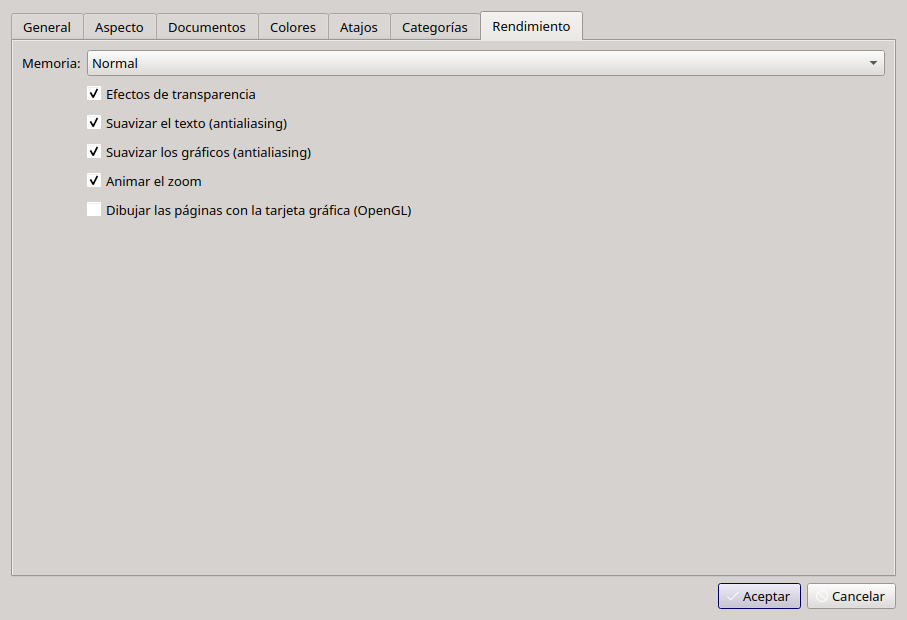 General Aspecto Documentos Colores Atajos Categorías Rendimiento
Memoria: Normal
Efectos de transparencia
Suavizar el texto (antialiasing)
Suavizar los gráficos (antialiasing)
Animar el zoom
Dibujar las páginas con la tarjeta gráfica (OpenGL)
Aceptar Cancelar